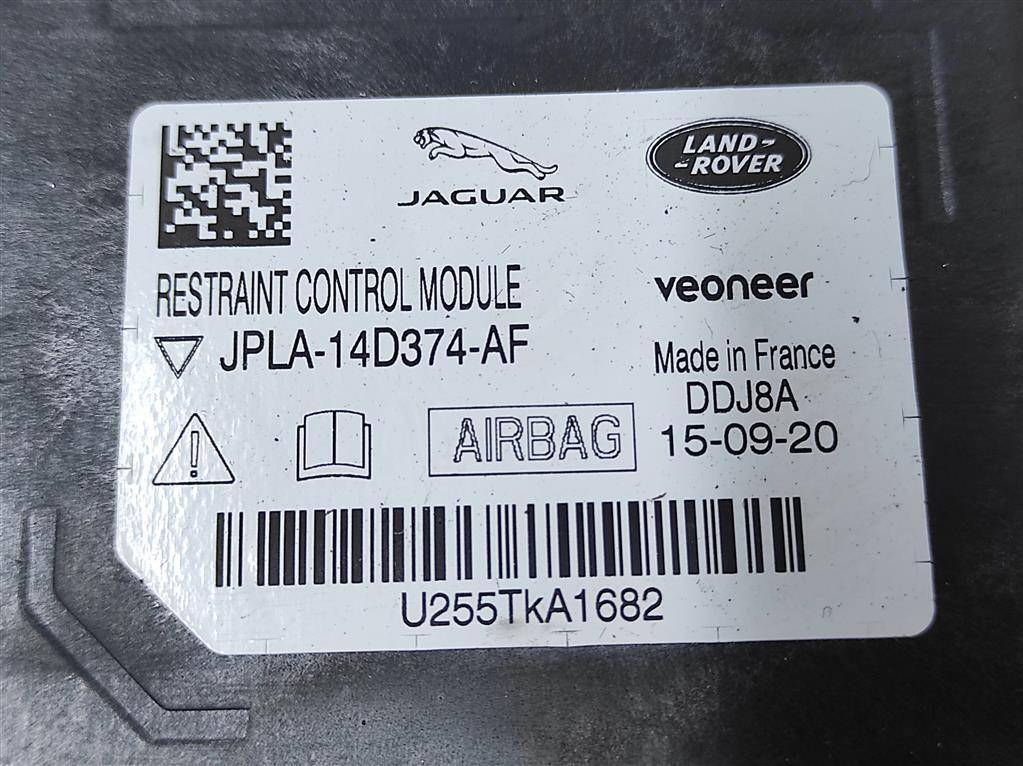 JAGUAR
LAND-
-ROVER
RESTRAINT CONTROL MODULE
veoneer
JPLA-14D374-AF
Made in France
DDJ8A
AIRBAG
15-09-20
U255TkA1682